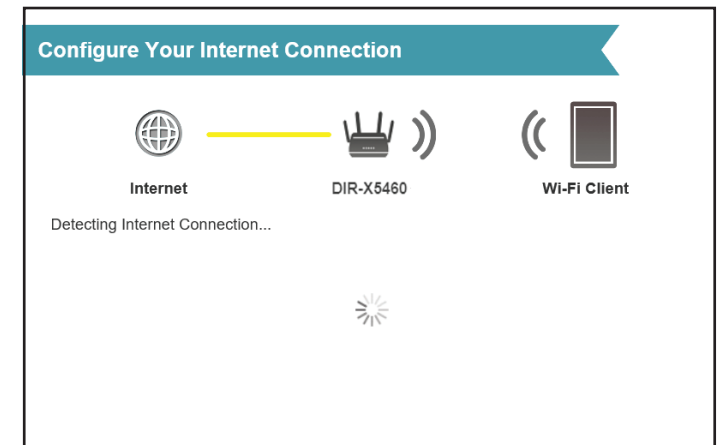 Configure Your Internet Connection
Internet
DIR-X5460
Wi-Fi Client
Detecting Internet Connection...